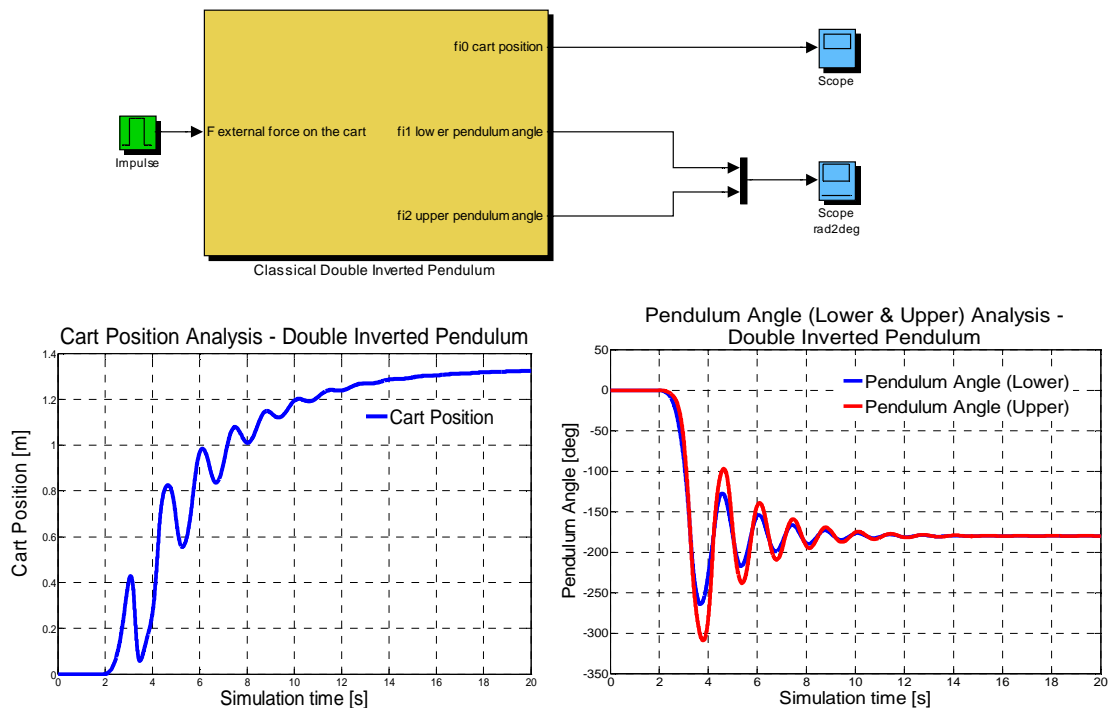 fi0 cart position
Scope
F external force on the cart
fi1 lower pendulum angle
Impulse
Scope
rad2deg
fi2 upper pendulum angle
Classical Double Inverted Pendulum
Cart Position Analysis - Double Inverted Pendulum
1.4
1.2
1
0.8
0.6
0.4
0.2
0
Cart Position [m]
Cart Position
0 2 4 6 8 10 12 14 16 18 20
Simulation time [s]
Pendulum Angle (Lower & Upper) Analysis -
Double Inverted Pendulum
50
0
-50
-100
-150
-200
-250
-300
-350
Pendulum Angle [deg]
Pendulum Angle (Lower)
Pendulum Angle (Upper)
0 2 4 6 8 10 12 14 16 18 20
Simulation time [s]